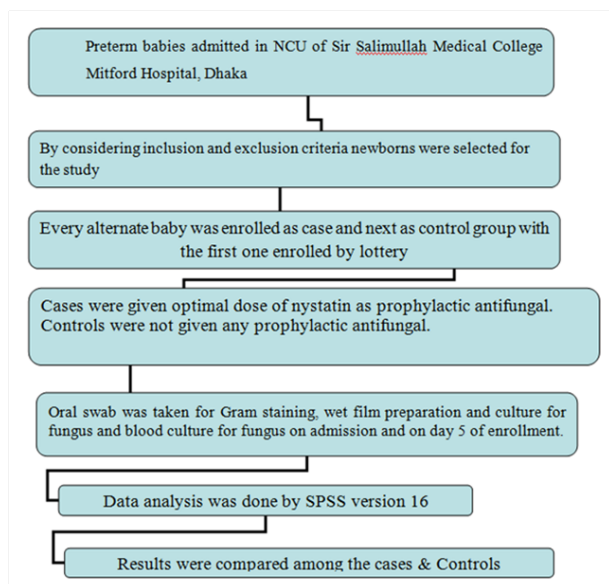 Preterm babies admitted in NCU of Sir Salimullah Medical College
Mitford Hospital, Dhaka
By considering inclusion and exclusion criteria newborns were selected for
the study
Every alternate baby was enrolled as case and next as control group with
the first one enrolled by lottery
Cases were given optimal dose of nystatin as prophylactic antifungal.
Controls were not given any prophylactic antifungal.
Oral swab was taken for Gram staining, wet film preparation and culture for
fungus and blood culture for fungus on admission and on day 5 of enrollment.
Data analysis was done by SPSS version 16
Results were compared among the cases & Controls